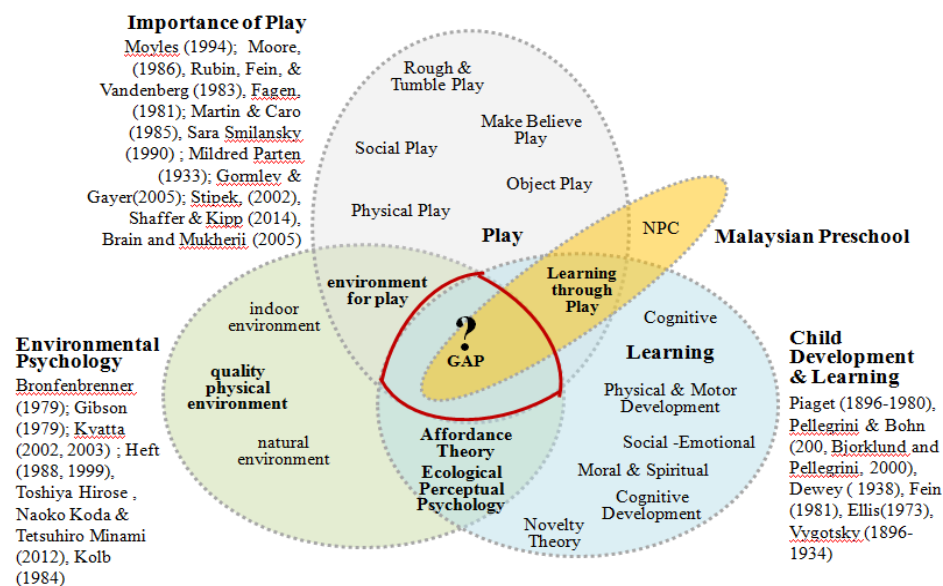 Importance of Play
Moyles (1994); Moore,
(1986), Rubin, Fein, &
Vandenberg (1983), Fagen,
(1981); Martin & Caro
(1985), Sara Smilansky
(1990) ; Mildred Parten
(1933); Gormley &
Gayer(2005); Stipek, (2002),
Shaffer & Kipp (2014),
Brain and Mukherii (2005)
Rough &
Tumble Play
Make Believe
Play
Social Play
Object Play
Physical Play
Play
NPC
Malaysian Preschool
environment
for play
Learning
through
Play
indoor
environment
?
GAP
Cognitive
Environmental
Psychology
Bronfenbrenner
(1979); Gibson
(1979); Kvatta
(2002, 2003) ; Heft
(1988, 1999),
Toshiya Hirose ,
Naoko Koda &
Tetsuhiro Minami
(2012), Kolb
(1984)
quality
physical
environment
natural
environment
Learning
Physical & Motor
Development
Social -Emotional
Moral & Spiritual
Cognitive
Development
Novelty
Theory
Affordance
Theory
Ecological
Perceptual
Psychology
Child
Development
& Learning
Piaget (1896-1980),
Pellegrini & Bohn
(200, Bjorklund and
Pellegrini, 2000),
Dewey ( 1938), Fein
(1981), Ellis(1973),
Vygotsky (1896-
1934)